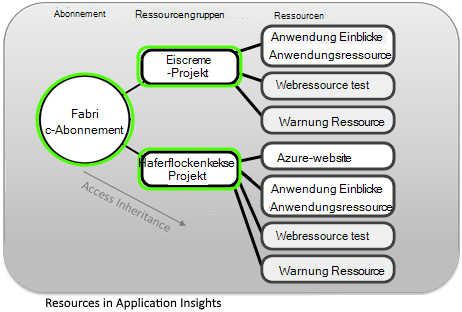 Abonnement
Ressourcengruppen
Ressourcen
Eiscreme
-Projekt
Anwendung Einblicke
Anwendungsressource
Webressource test
Warnung Ressource
Fabri
c-Abonnement
Haferflockenkekse
Projekt
Azure-website
Anwendung Einblicke
Anwendungsressource
Webressource test
Warnung Ressource
Access Inheritance
Resources in Application Insights